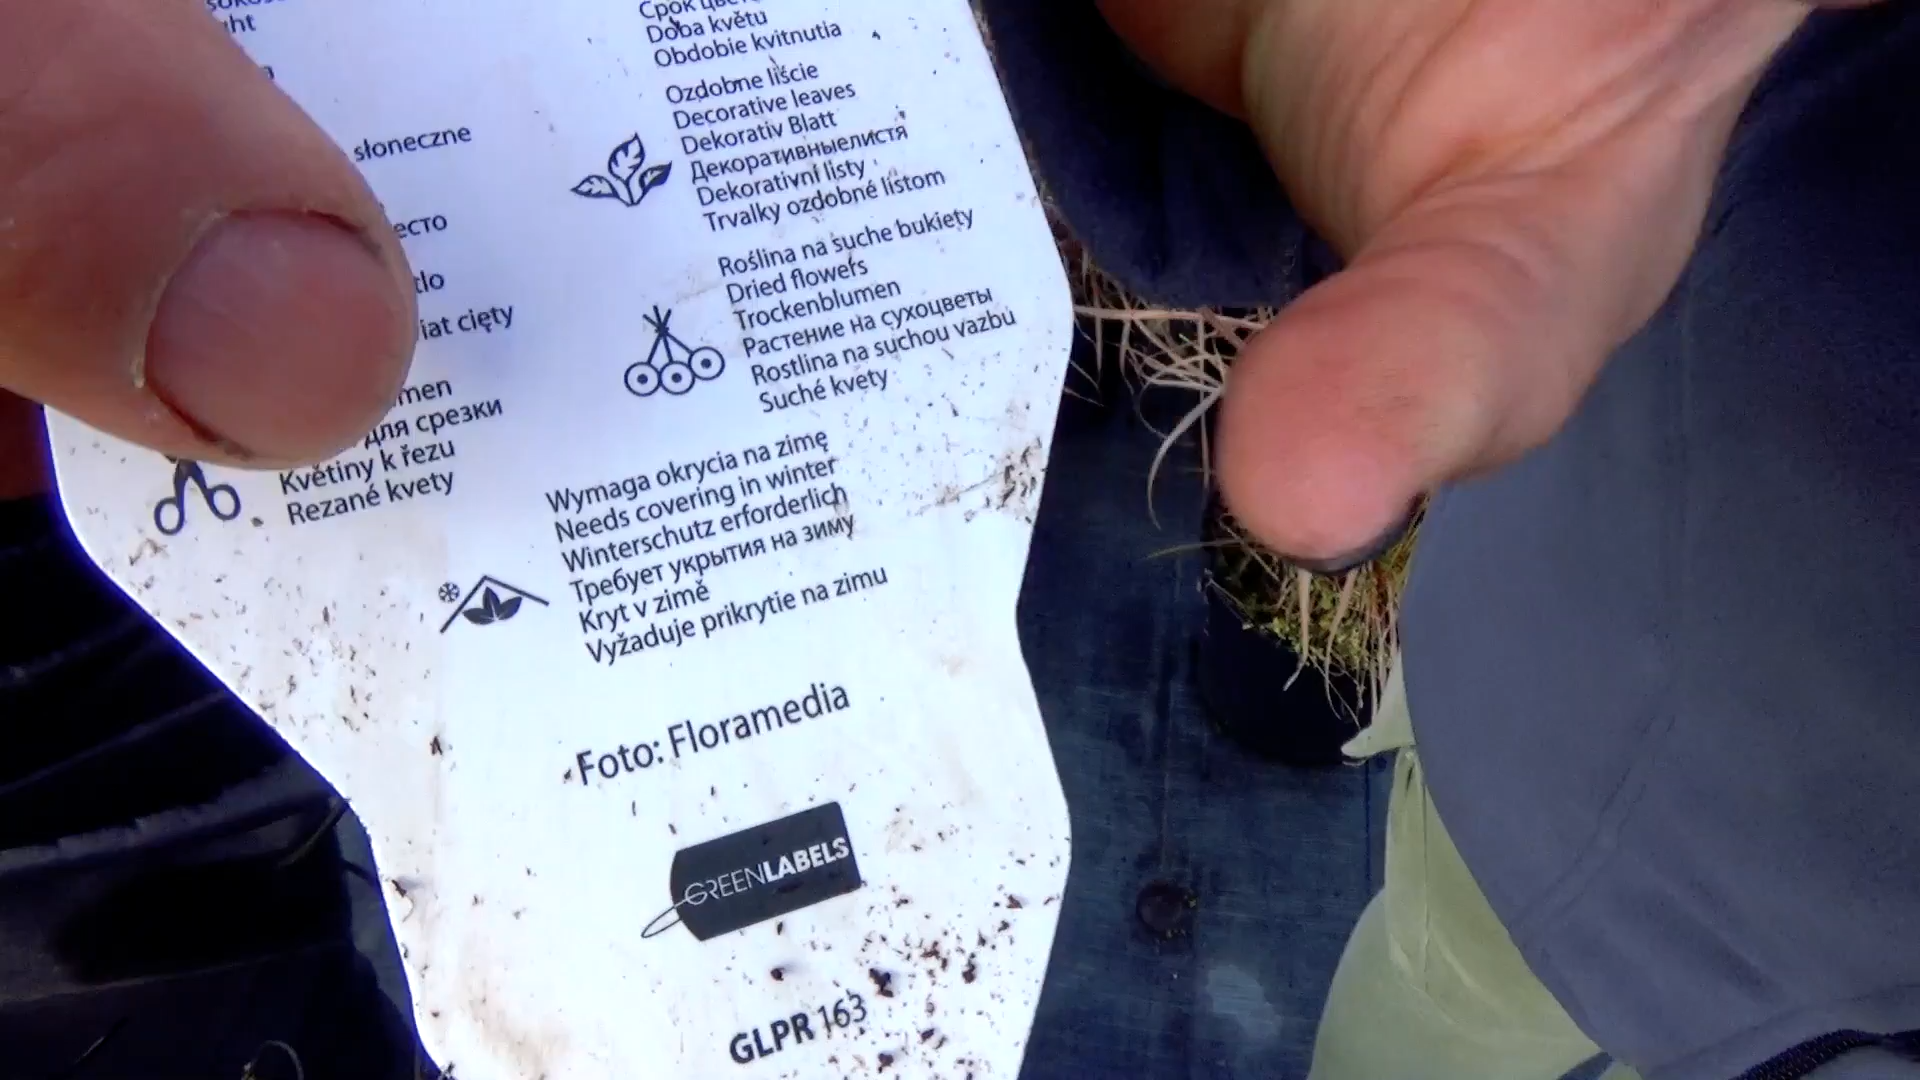 słoneczne
iat cięty
для срезки
Květiny k řezu
Rezané kvety
Doba květu
Obdobie kvitnutia
Ozdobne liście
Decorative leaves
Dekorativ Blatt
Декоративныелистя
Dekorativní listy
Trvalky ozdobné listom
Roślina na suche bukiety
Dried flowers
Trockenblumen
Растение на сухоцветы
Rostlina na suchou vazbu
Suché kvety
Wymaga okrycia na zimę
Needs covering in winter
Winterschutz erforderlich
Требует укрытия на зиму
Kryt v zimě
Vyžaduje prikrytie na zimu
Foto: Floramedia
GREENLABELS
GLPR 163